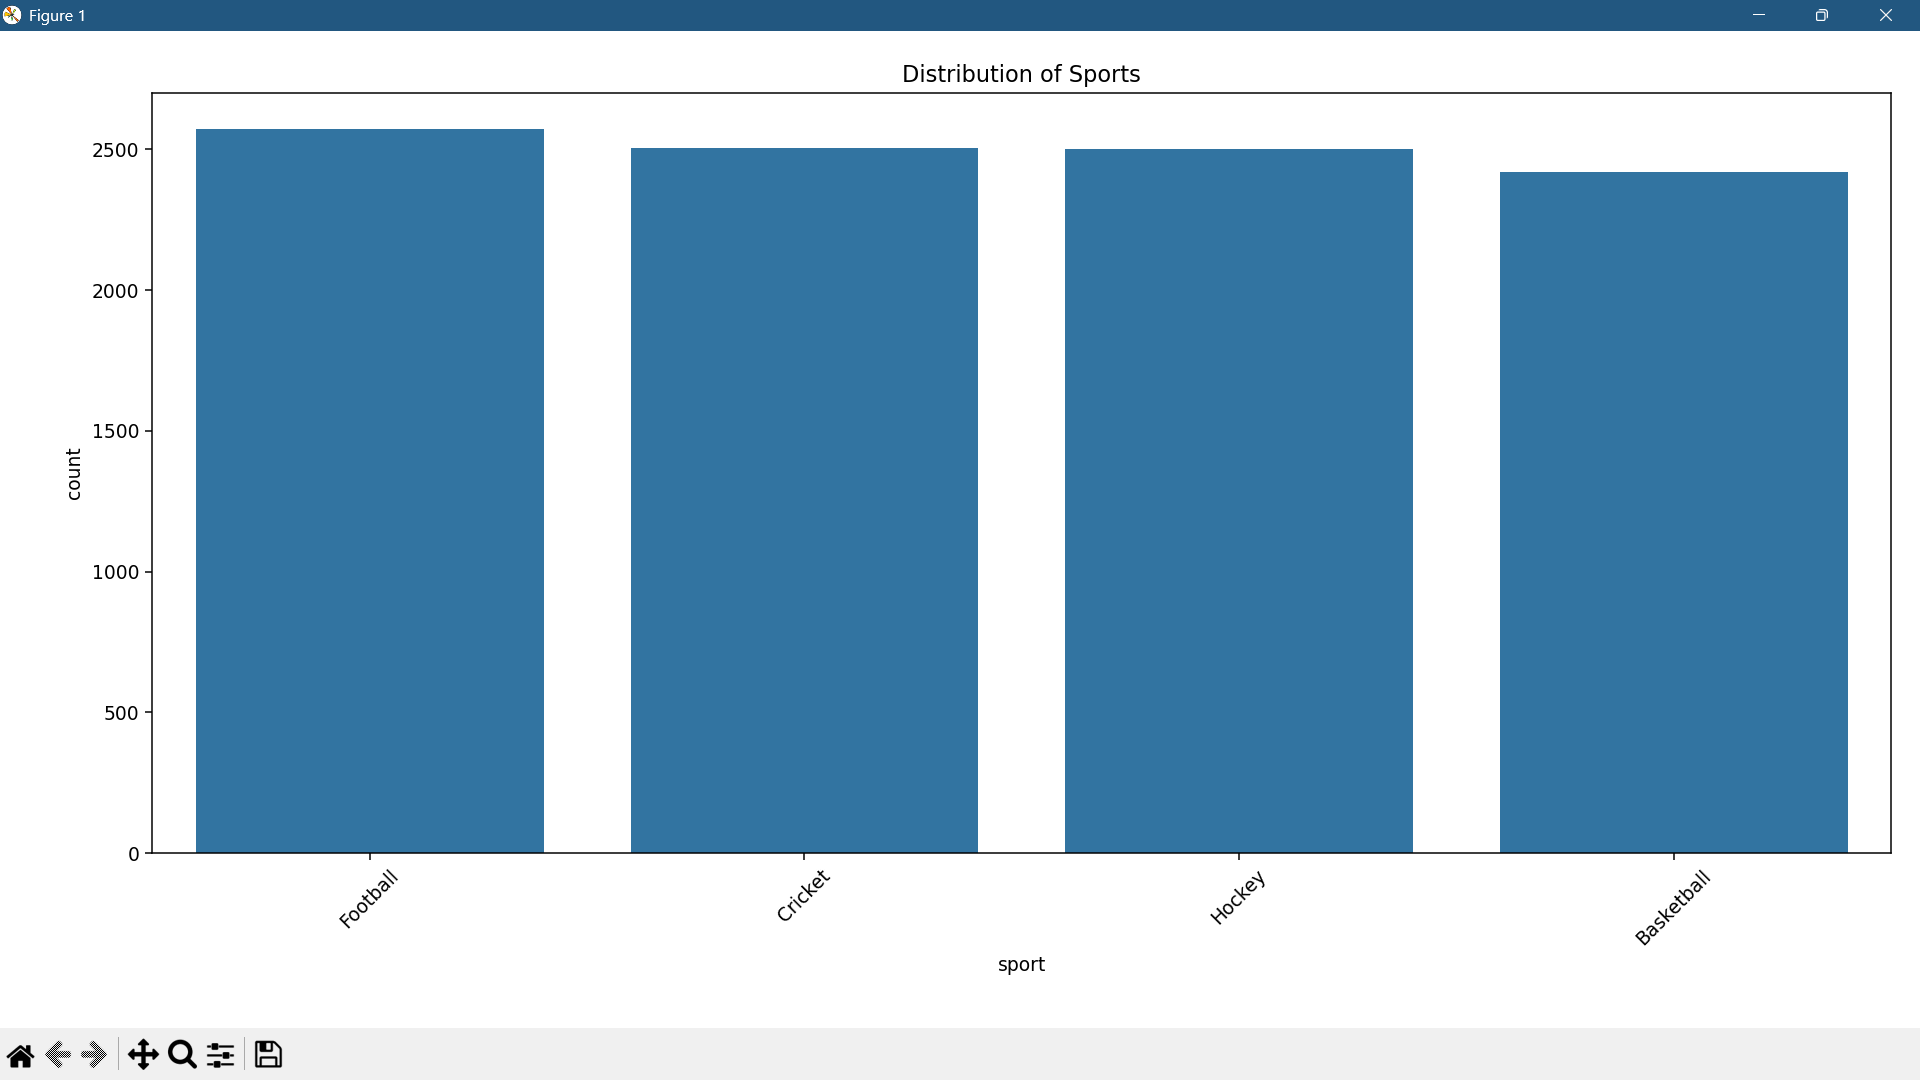 Figure 1
Distribution of Sports
2500
2000
1500
1000
500
0
count
Football
Cricket
Hockey
Basketball
sport